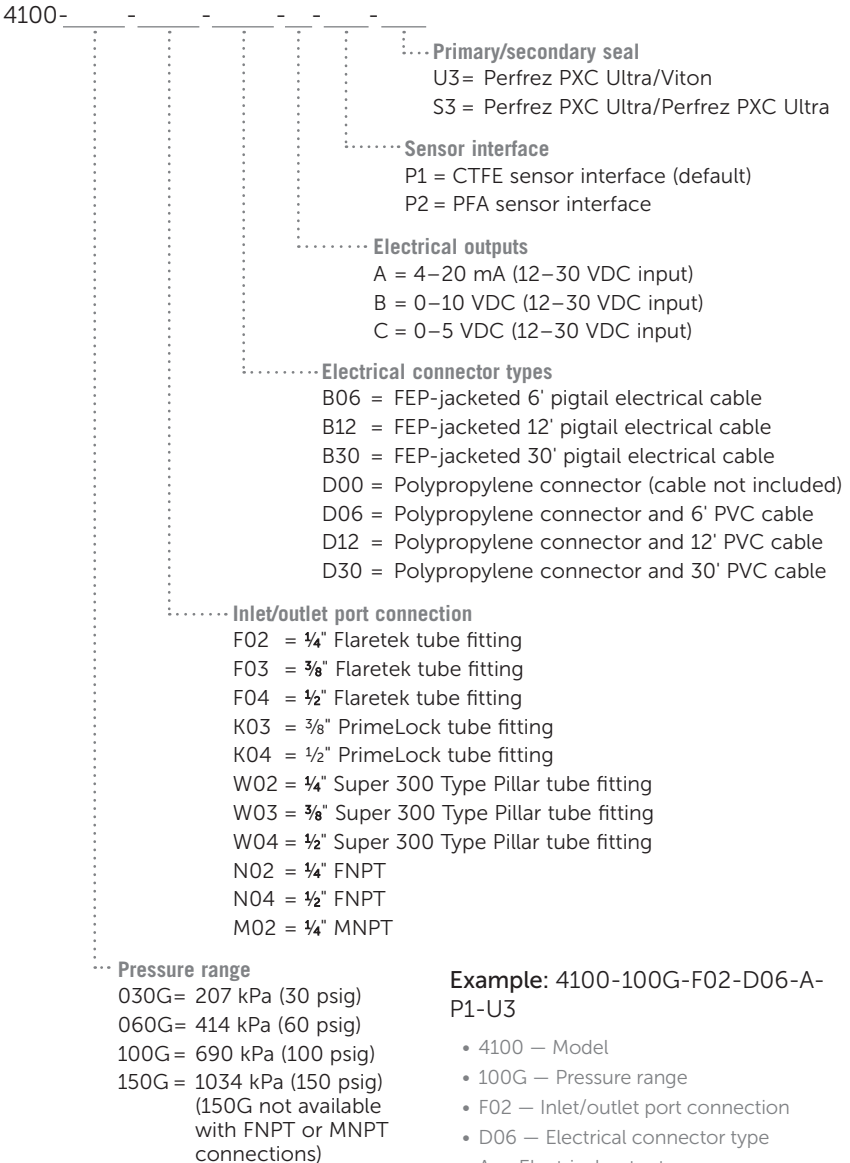 4100-_____-_____-_____-__-___-___
Primary/secondary seal
U3= Perfrez PXC Ultra/Viton
S3 = Perfrez PXC Ultra/Perfrez PXC Ultra
Sensor interface
P1 = CTFE sensor interface (default)
P2 = PFA sensor interface
Electrical outputs
A = 4–20 mA (12–30 VDC input)
B = 0–10 VDC (12–30 VDC input)
C = 0–5 VDC (12–30 VDC input)
Electrical connector types
B06 = FEP-jacketed 6' pigtail electrical cable
B12 = FEP-jacketed 12' pigtail electrical cable
B30 = FEP-jacketed 30' pigtail electrical cable
D00 = Polypropylene connector (cable not included)
D06 = Polypropylene connector and 6' PVC cable
D12 = Polypropylene connector and 12' PVC cable
D30 = Polypropylene connector and 30' PVC cable
Inlet/outlet port connection
F02 = ¼" Flaretek tube fitting
F03 = ⅜" Flaretek tube fitting
F04 = ½" Flaretek tube fitting
K03 = ⅜" PrimeLock tube fitting
K04 = ½" PrimeLock tube fitting
W02 = ¼" Super 300 Type Pillar tube fitting
W03 = ⅜" Super 300 Type Pillar tube fitting
W04 = ½" Super 300 Type Pillar tube fitting
N02 = ¼" FNPT
N04 = ½" FNPT
M02 = ¼" MNPT
Pressure range
030G= 207 kPa (30 psig)
060G= 414 kPa (60 psig)
100G= 690 kPa (100 psig)
150G= 1034 kPa (150 psig)
(150G not available
with FNPT or MNPT
connections)
Example: 4100-100G-F02-D06-A-
P1-U3
• 4100 — Model
• 100G — Pressure range
• F02 — Inlet/outlet port connection
• D06 — Electrical connector type